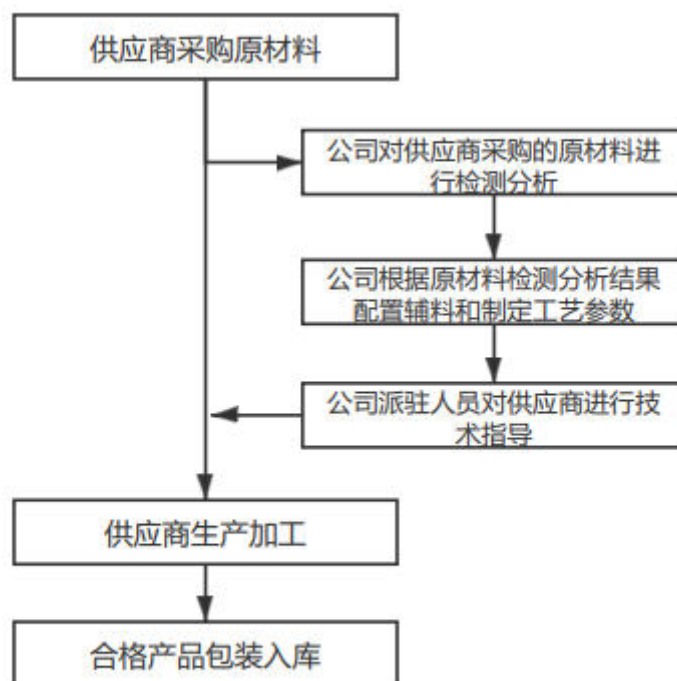 供应商采购原材料
公司对供应商采购的原材料进
行检测分析
公司根据原材料检测分析结果
配置辅料和制定工艺参数
公司派驻人员对供应商进行技
术指导
供应商生产加工
合格产品包装入库